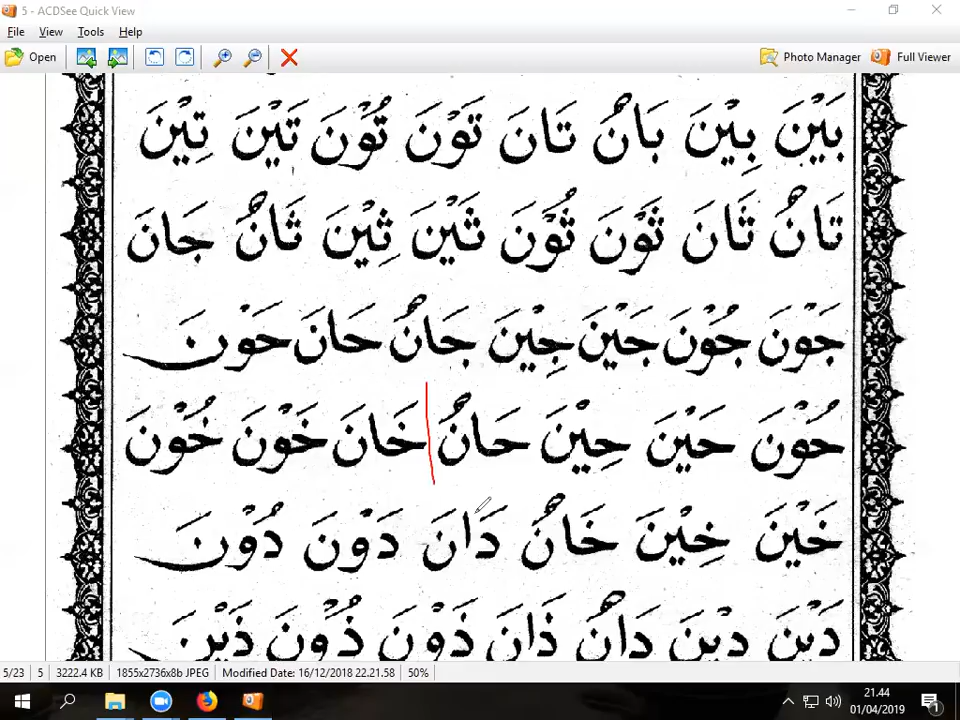 5 - ACDSee Quick View
File View Tools Help
Open Photo Manager Full Viewer
بَيْنَ بِيْنَ بَانٌ تَانَ تَوْنَ تُوْنَ تَيْنَ تِيْنَ
تَانٌ ثَانَ ثَوْنَ ثُوْنَ ثَيْنَ ثِيْنَ ثَانٌ جَانَ
جَوْنَ جُوْنَ جَيْنَ جِيْنَ جَانٌ حَانَ حَوْنَ
حُوْنَ حَيْنَ حِيْنَ حَانٌ خَانَ خَوْنَ خُوْنَ
خَيْنَ خِيْنَ خَانٌ دَانَ دَوْنَ دُوْنَ
دَيْنَ دِيْنَ دَانٌ ذَانَ ذَوْنَ ذُوْنَ ذَيْنَ
5/23 5 3222.4 KB 1855x2736x8b JPEG Modified Date: 16/12/2018 22.21.58 50%
21.44
01/04/2019
1